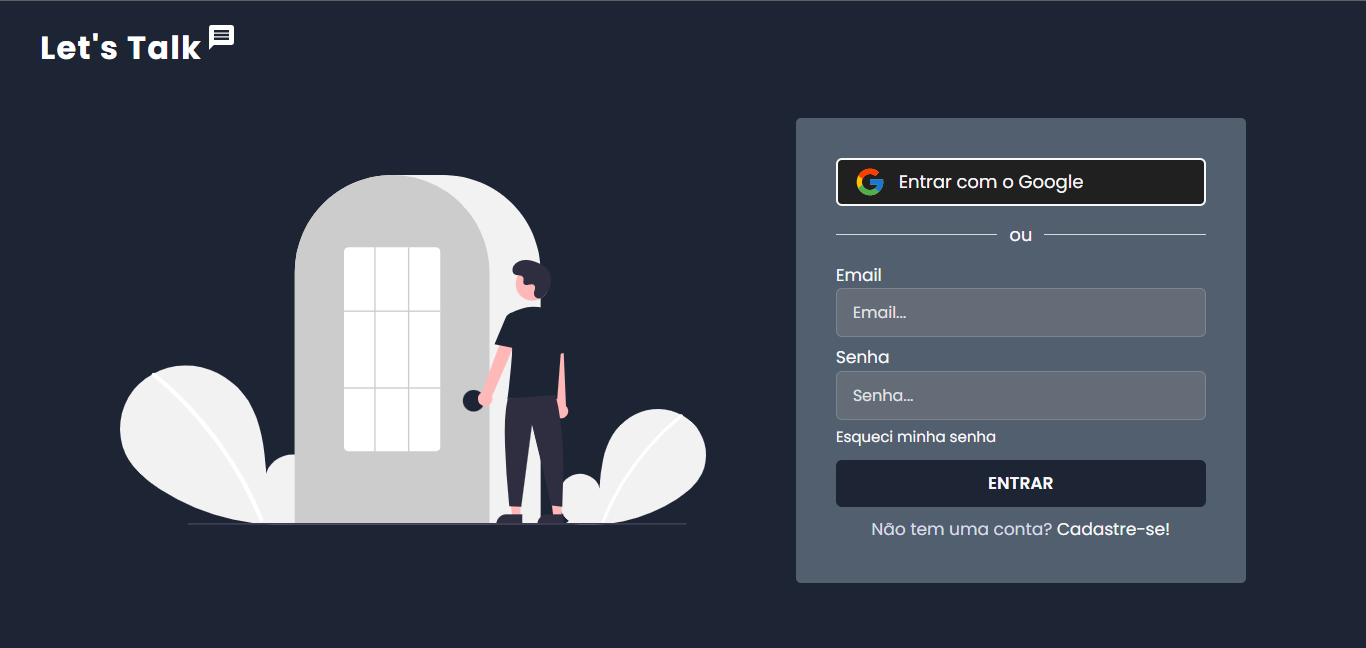 Let's Talk
Entrar com o Google
ou
Email
Email...
Senha
Senha...
Esqueci minha senha
ENTRAR
Não tem uma conta? Cadastre-se!